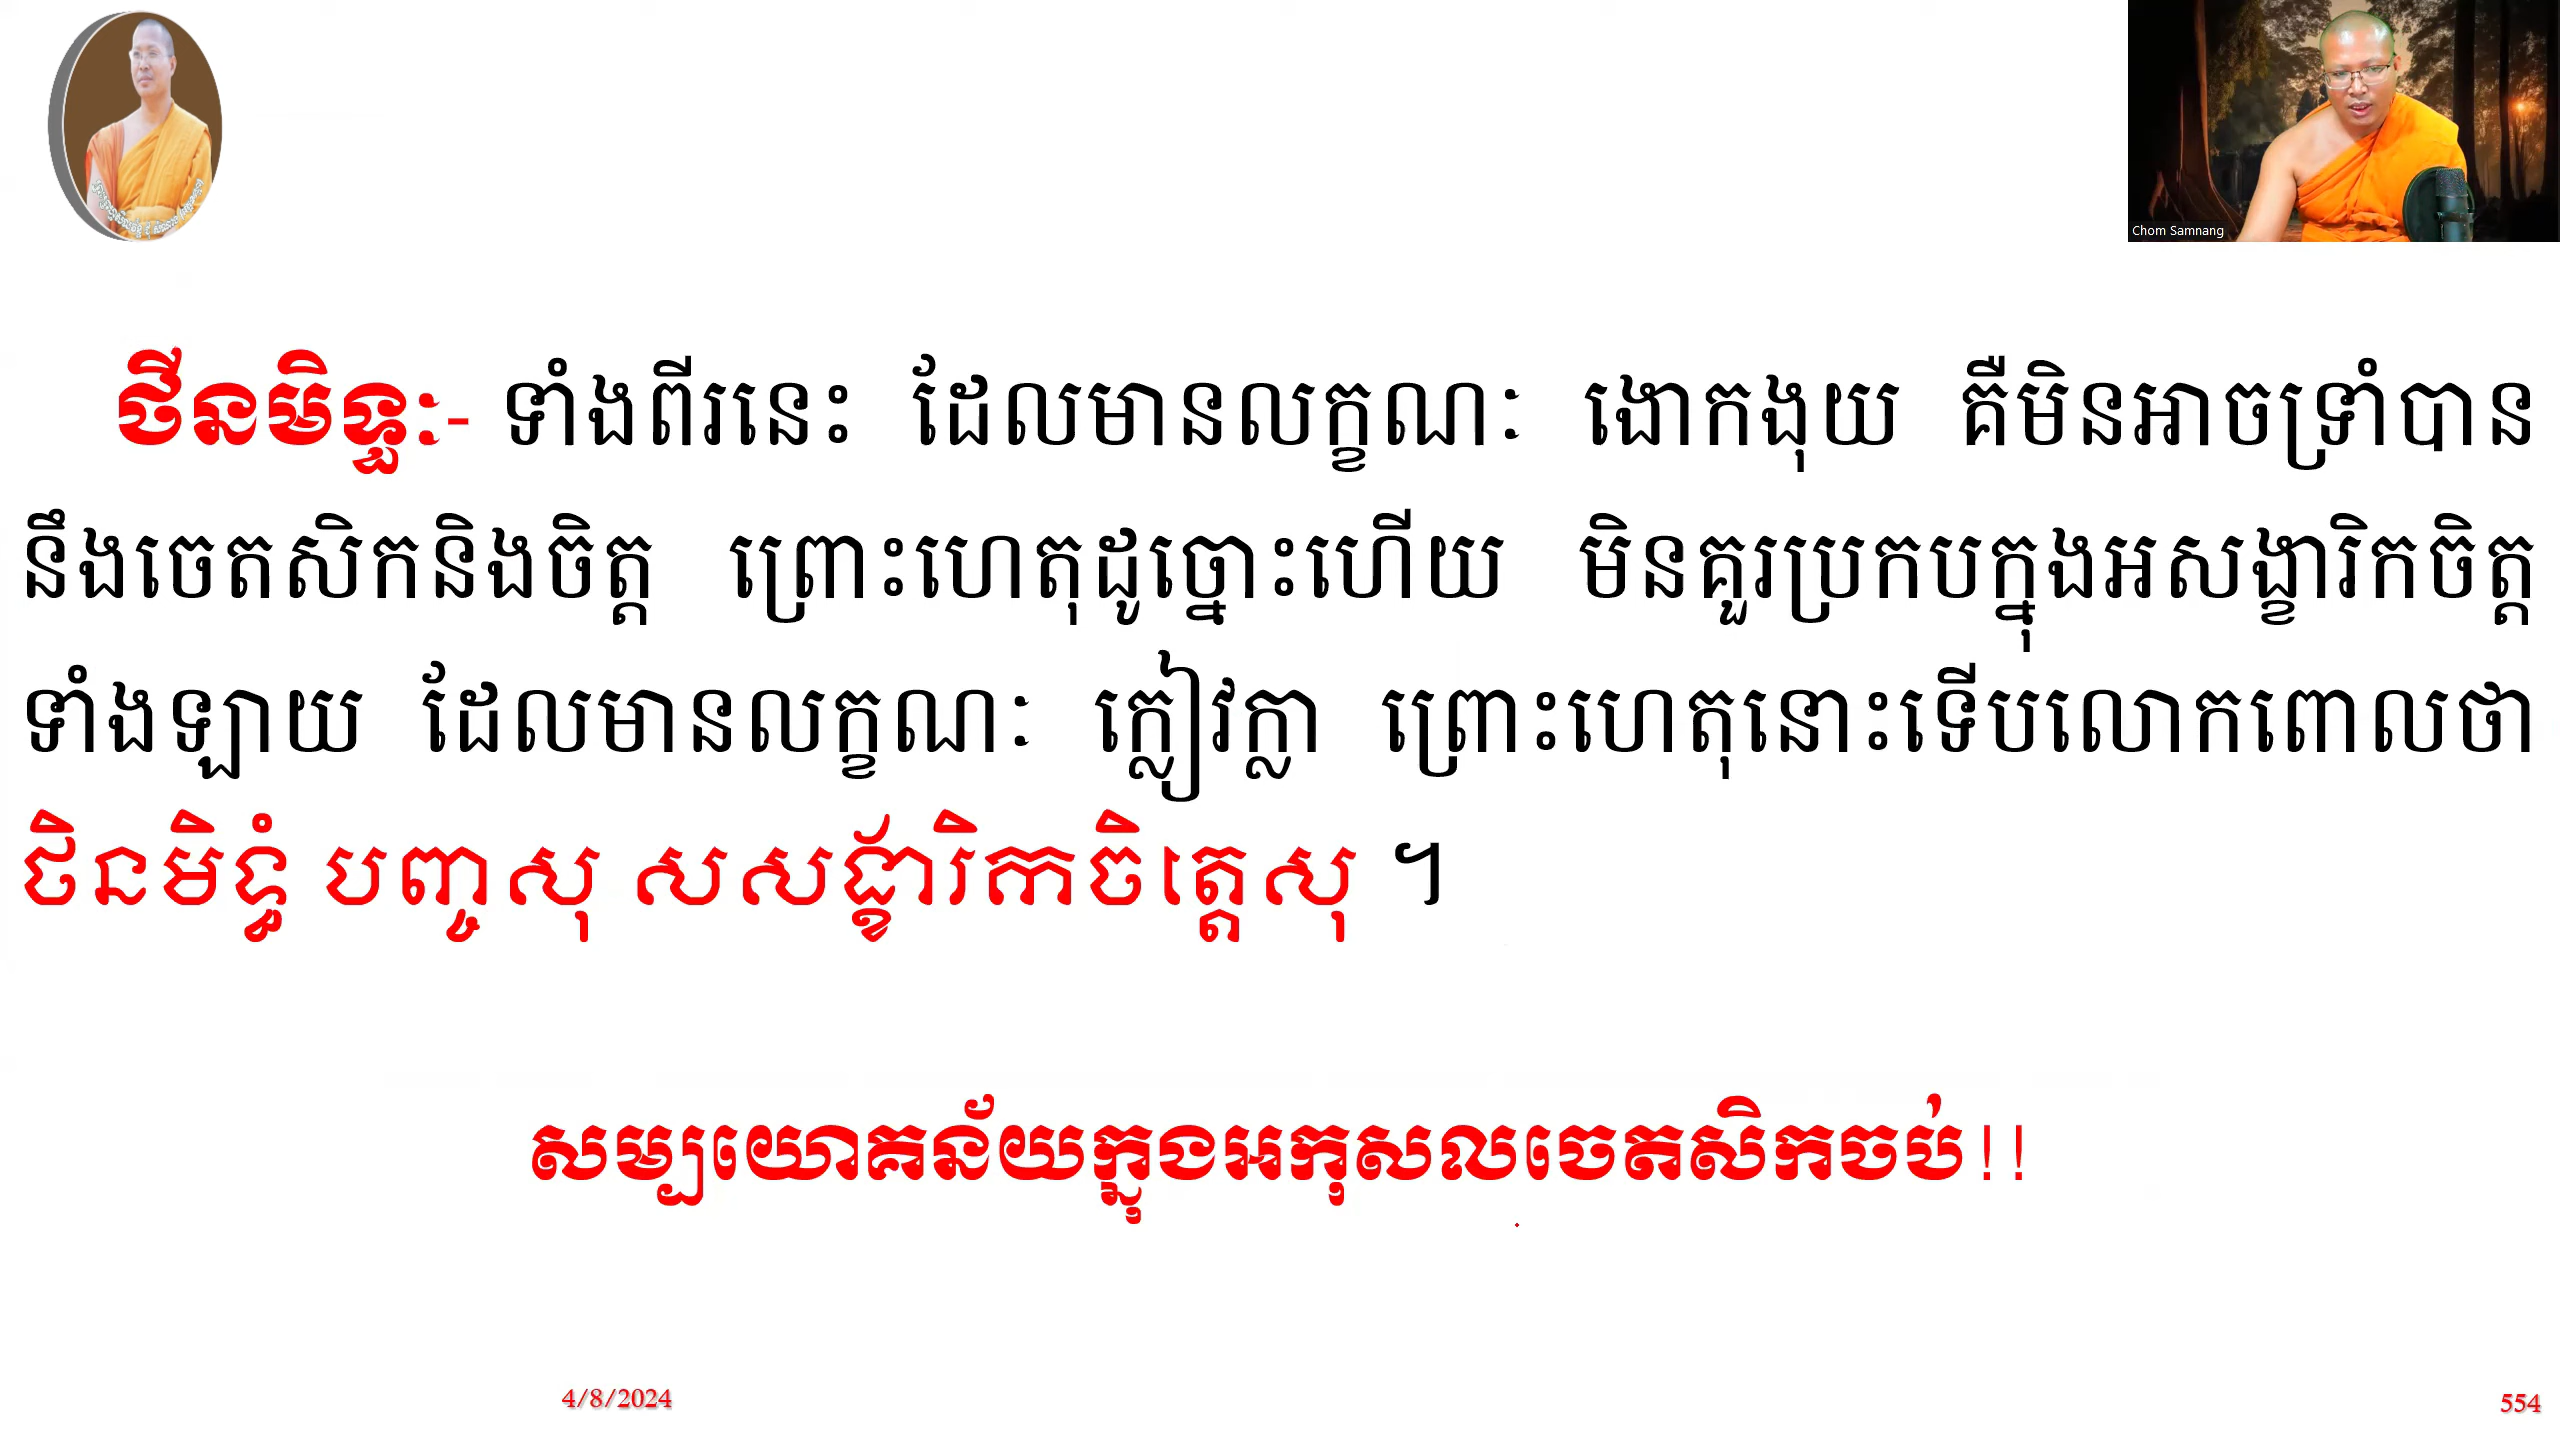 Chom Samnang
ថីនមិទ្ធៈ- ទាំងពីរនេះ ដែលមានលក្ខណៈ ងោកងុយ គឺមិនអាចទ្រាំបាន
នឹងចេតសិកនិងចិត្ត ព្រោះហេតុដូច្នោះហើយ មិនគួរប្រកបក្នុងអសង្ខារិកចិត្ត
ទាំងឡាយ ដែលមានលក្ខណៈ ក្លៀវក្លា ព្រោះហេតុនោះទើបលោកពោលថា
ថិនមិទ្ធំ បញ្ចសុ សសង្ខារិកចិត្តេសុ ។
សម្បយោគន័យក្នុងអកុសលចេតសិកចប់!!
4/8/2024
554